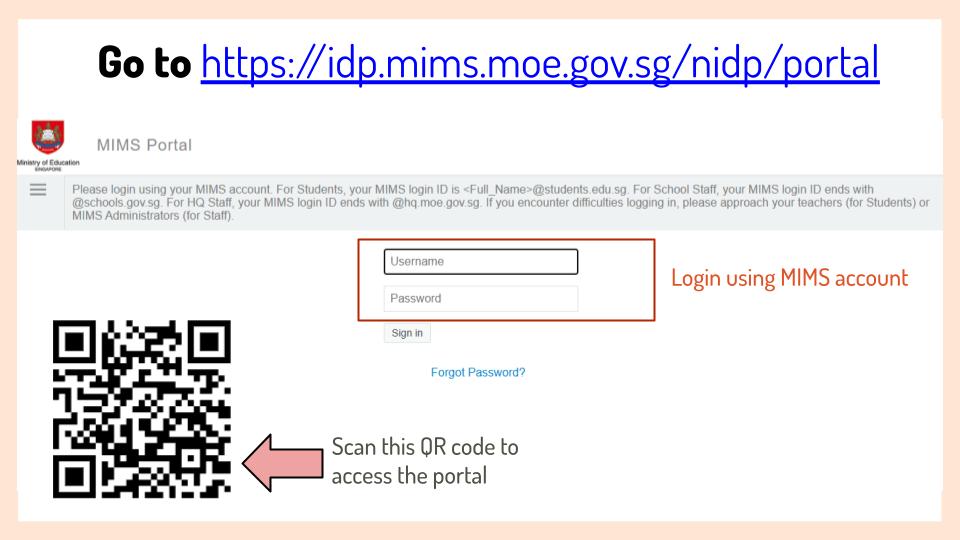 Go to https://idp.mims.moe.gov.sg/nidp/portal
Ministry of Education
SINGAPORE
MIMS Portal
Please login using your MIMS account. For Students, your MIMS login ID is <Full_Name>@students.edu.sg. For School Staff, your MIMS login ID ends with
@schools.gov.sg. For HQ Staff, your MIMS login ID ends with @hq.moe.gov.sg. If you encounter difficulties logging in, please approach your teachers (for Students) or
MIMS Administrators (for Staff).
Username
Password
Login using MIMS account
Sign in
Forgot Password?
Scan this QR code to
access the portal